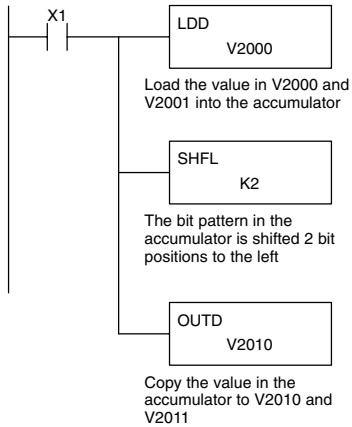 X1
LDD
V2000
Load the value in V2000 and
V2001 into the accumulator
SHFL
K2
The bit pattern in the
accumulator is shifted 2 bit
positions to the left
OUTD
V2010
Copy the value in the
accumulator to V2010 and
V2011